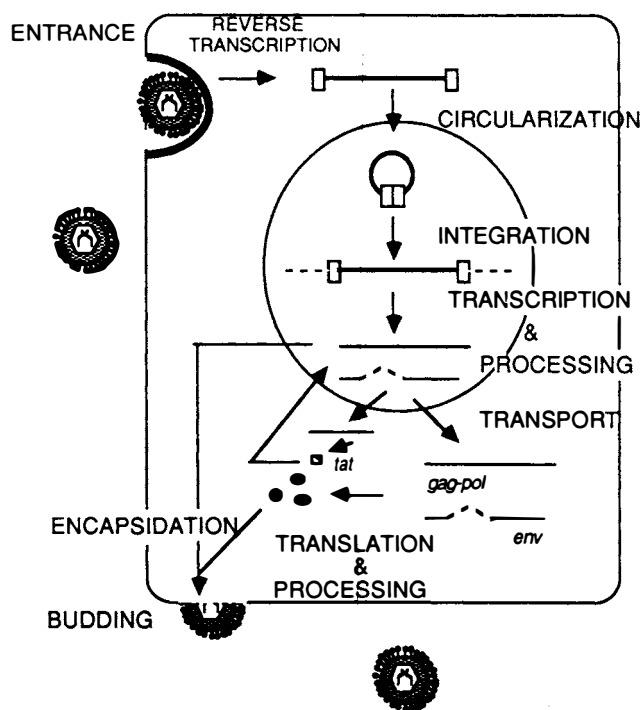 ENTRANCE
REVERSE
TRANSCRIPTION
CIRCULARIZATION
INTEGRATION
TRANSCRIPTION
&
PROCESSING
TRANSPORT
tat
gag-pol
env
ENCAPSIDATION
TRANSLATION
&
PROCESSING
BUDDING